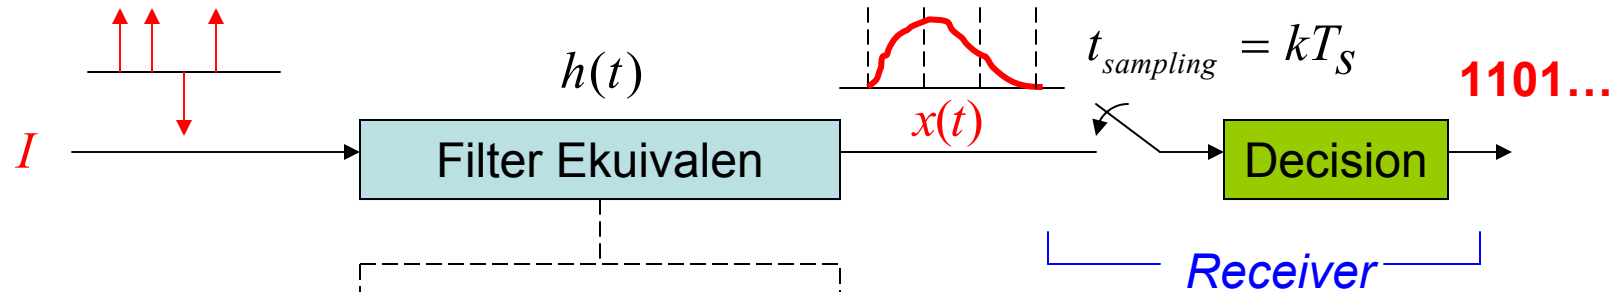 h(t)
t_sampling = kT_S
1101...
I
Filter Ekuivalen
x(t)
Decision
Receiver